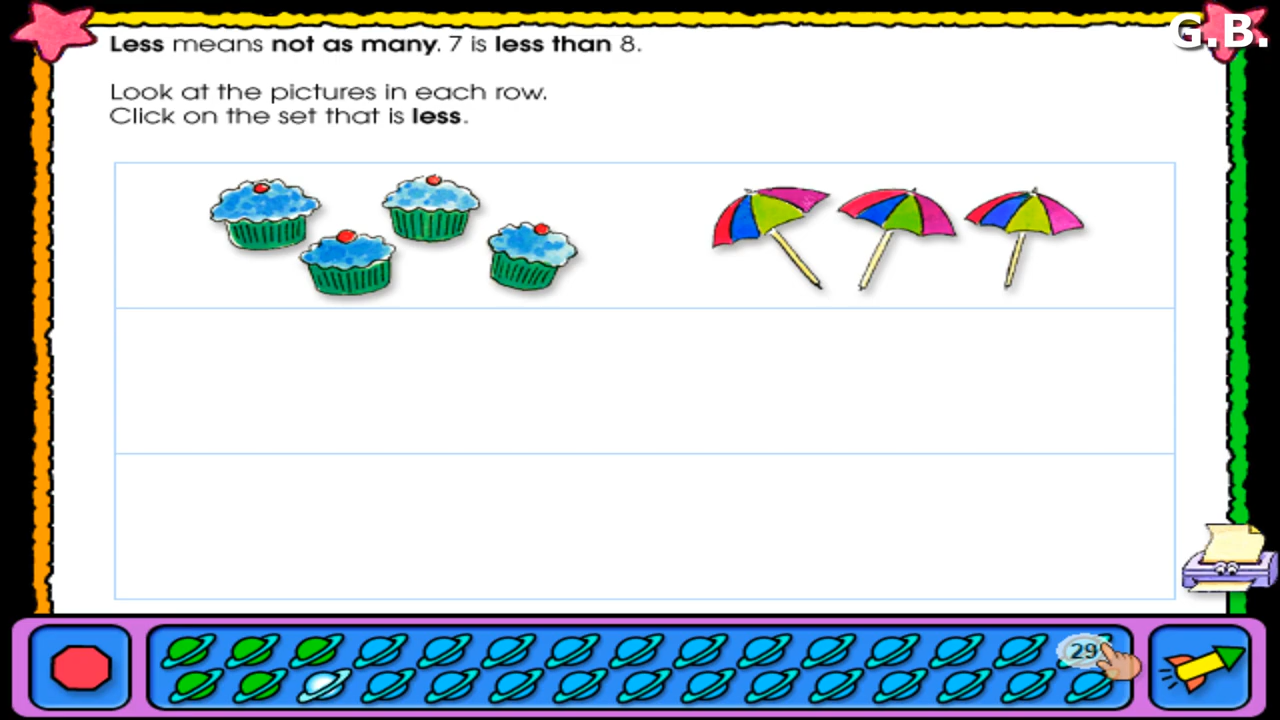 G.B.
Less means not as many. 7 is less than 8.
Look at the pictures in each row.
Click on the set that is less.
29